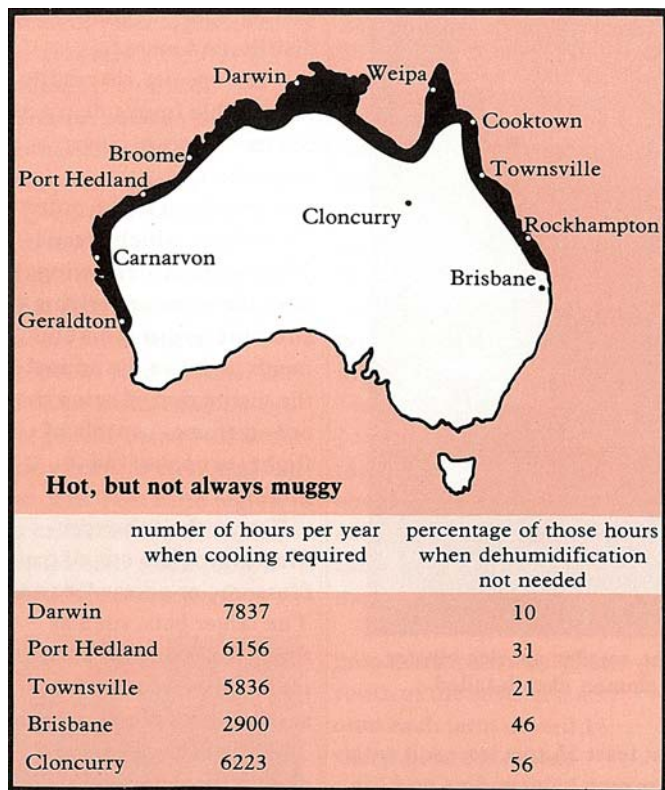 Darwin
Weipa
Cooktown
Broome
Townsville
Port Hedland
Cloncurry
Rockhampton
Carnarvon
Brisbane
Geraldton
Hot, but not always muggy
number of hours per year
when cooling required
percentage of those hours
when dehumidification
not needed
Darwin 7837 10
Port Hedland 6156 31
Townsville 5836 21
Brisbane 2900 46
Cloncurry 6223 56